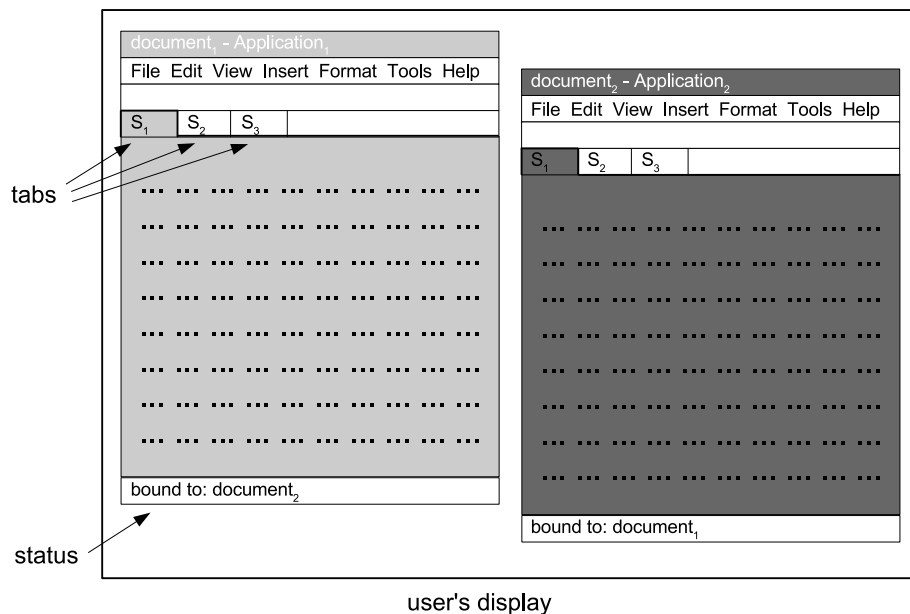 document₁ - Application₁
File Edit View Insert Format Tools Help
S₁ S₂ S₃
tabs
... ... ... ... ... ... ... ... ... ...
... ... ... ... ... ... ... ... ... ...
... ... ... ... ... ... ... ... ... ...
... ... ... ... ... ... ... ... ... ...
... ... ... ... ... ... ... ... ... ...
... ... ... ... ... ... ... ... ... ...
... ... ... ... ... ... ... ... ... ...
... ... ... ... ... ... ... ... ... ...
bound to: document₂
status
document₂ - Application₂
File Edit View Insert Format Tools Help
S₁ S₂ S₃
... ... ... ... ... ... ... ... ... ...
... ... ... ... ... ... ... ... ... ...
... ... ... ... ... ... ... ... ... ...
... ... ... ... ... ... ... ... ... ...
... ... ... ... ... ... ... ... ... ...
... ... ... ... ... ... ... ... ... ...
... ... ... ... ... ... ... ... ... ...
... ... ... ... ... ... ... ... ... ...
bound to: document₁
user's display